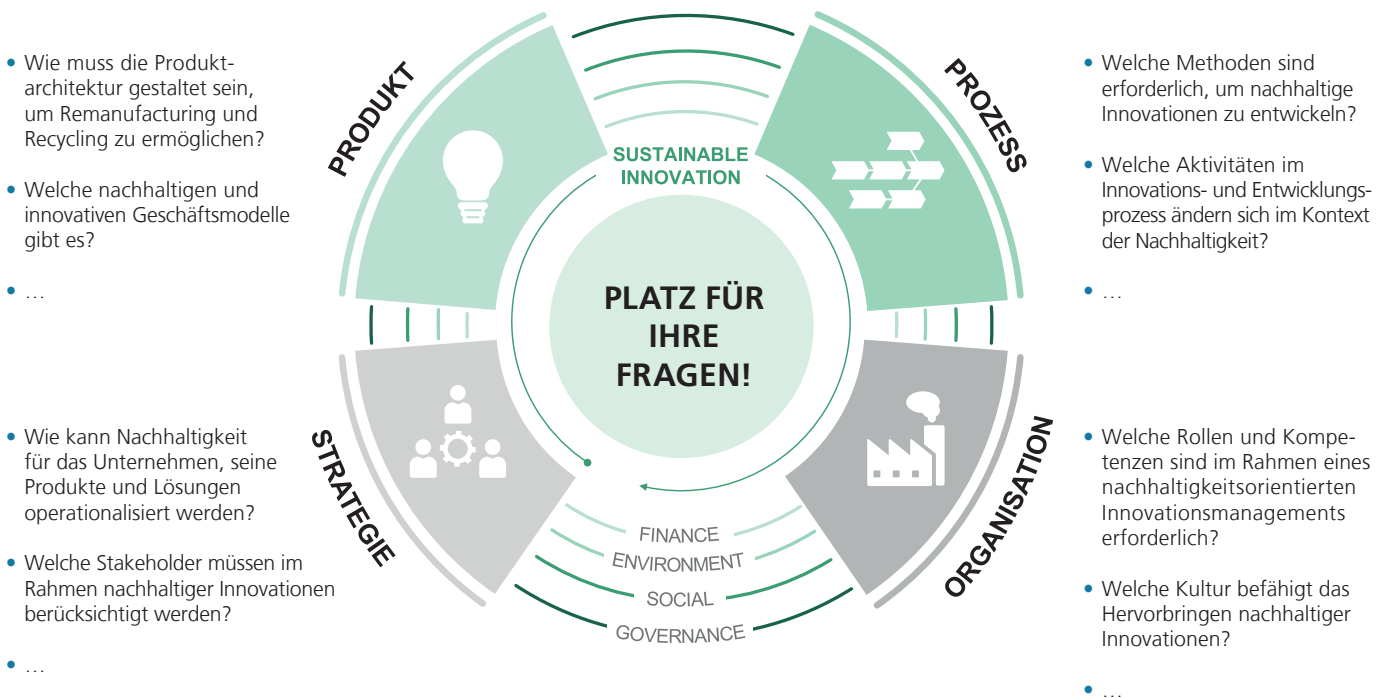 PRODUKT
• Wie muss die Produkt-
architektur gestaltet sein,
um Remanufacturing und
Recycling zu ermöglichen?
• Welche nachhaltigen und
innovativen Geschäftsmodelle
gibt es?
• …
PROZESS
• Welche Methoden sind
erforderlich, um nachhaltige
Innovationen zu entwickeln?
• Welche Aktivitäten im
Innovations- und Entwicklungs-
prozess ändern sich im Kontext
der Nachhaltigkeit?
• …
SUSTAINABLE
INNOVATION
PLATZ FÜR
IHRE
FRAGEN!
STRATEGIE
• Wie kann Nachhaltigkeit
für das Unternehmen, seine
Produkte und Lösungen
operationalisiert werden?
• Welche Stakeholder müssen im
Rahmen nachhaltiger Innovationen
berücksichtigt werden?
• …
FINANCE
ENVIRONMENT
SOCIAL
GOVERNANCE
ORGANISATION
• Welche Rollen und Kompe-
tenzen sind im Rahmen eines
nachhaltigkeitsorientierten
Innovationsmanagements
erforderlich?
• Welche Kultur befähigt das
Hervorbringen nachhaltiger
Innovationen?
• …